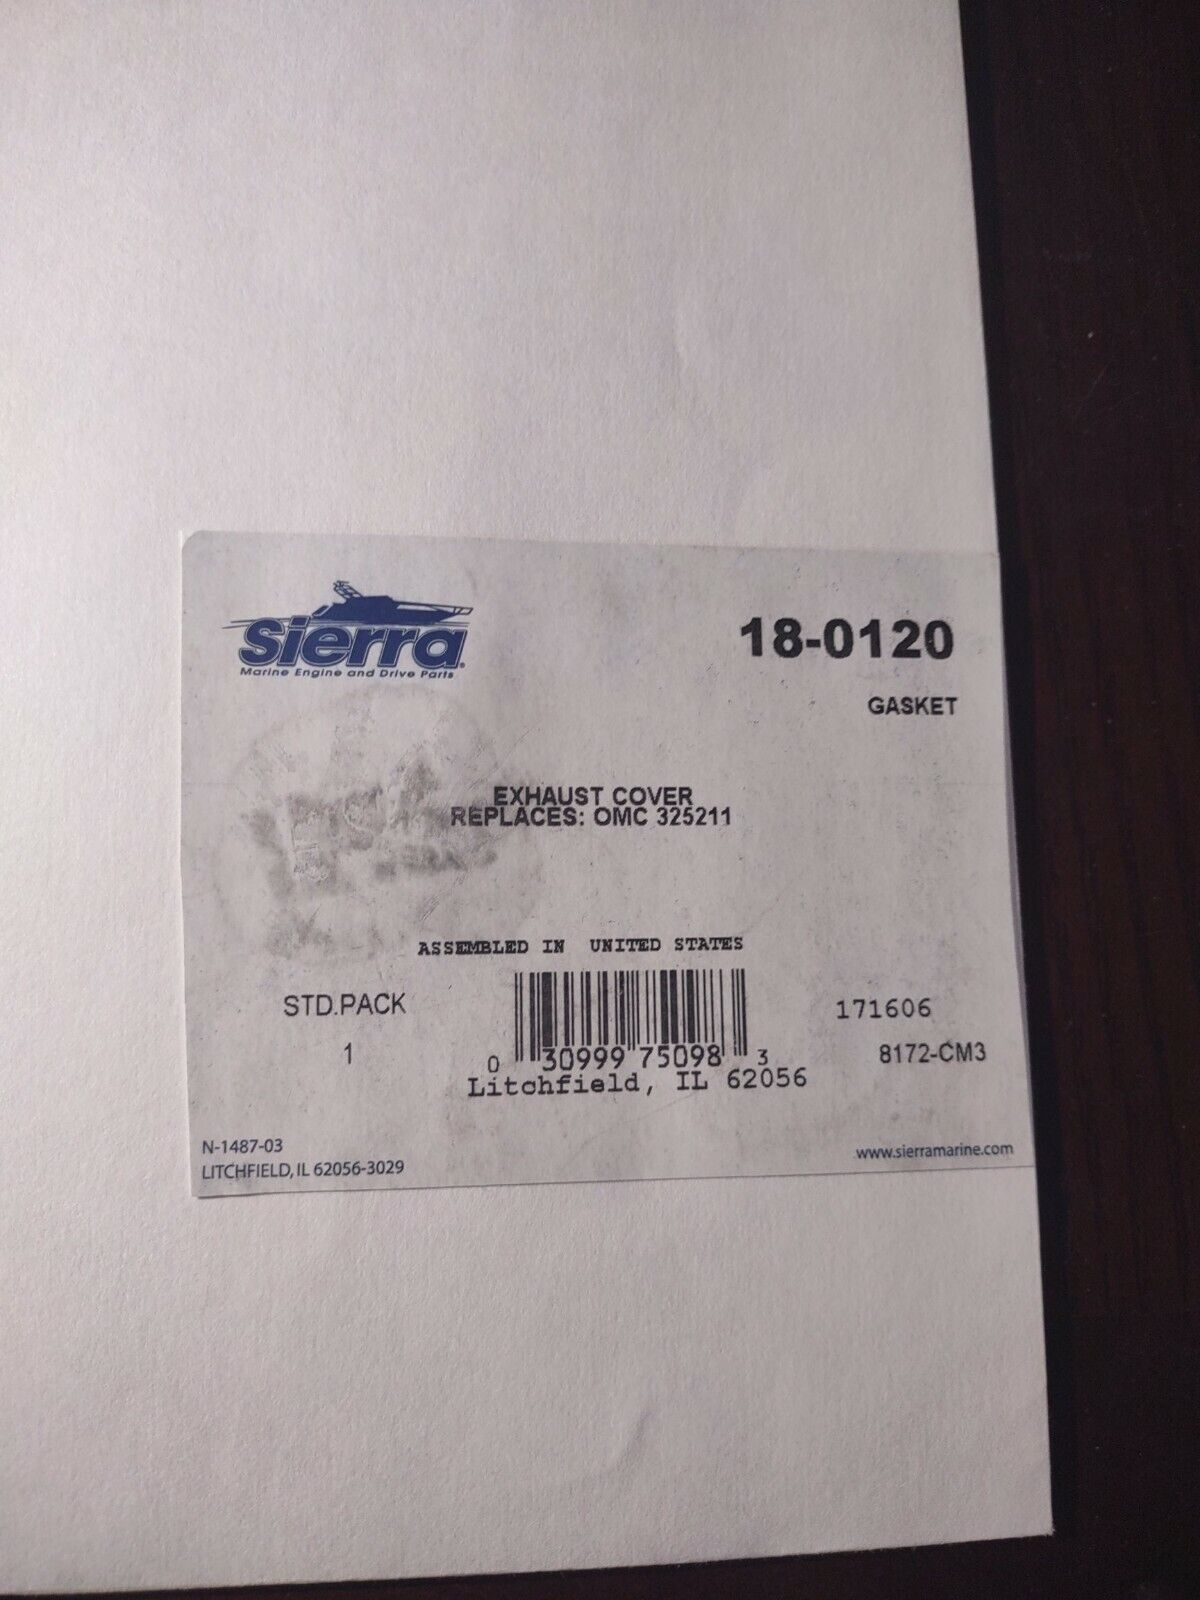 Sierra®
Marine Engine and Drive Parts
18-0120
GASKET
EXHAUST COVER
REPLACES: OMC 325211
ASSEMBLED IN UNITED STATES
STD.PACK
1
0 30999 75098 3
Litchfield, IL 62056
171606
8172-CM3
N-1487-03
LITCHFIELD, IL 62056-3029
www.sierramarine.com